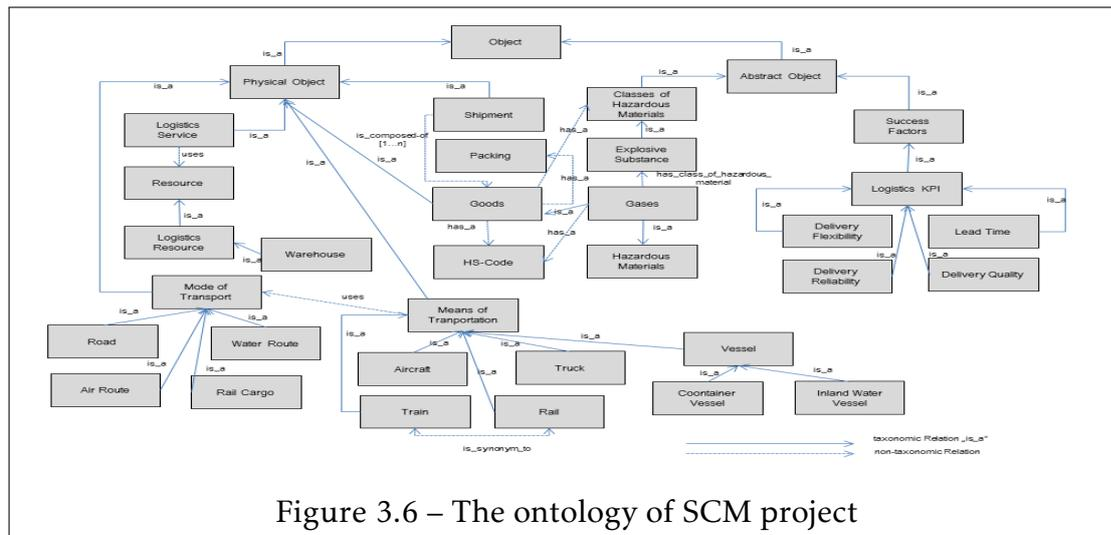 Object
is_a
is_a
Physical Object
Abstract Object
is_a
is_a
is_a
is_a
Classes of
Hazardous
Materials
Shipment
Success
Factors
Logistics
Service
is_a
is_composed-of
[1...n]
has_a
is_a
uses
Packing
Explosive
Substance
is_a
is_a
is_a
has_a
has_class_of_hazardous_
material
Resource
Logistics KPI
Goods
is_a
Gases
is_a
is_a
is_a
has_a
has_a
Delivery
Flexibility
Lead Time
Logistics
Resource
is_a
Warehouse
HS-Code
Hazardous
Materials
is_a
is_a
Delivery
Reliability
Delivery Quality
Mode of
Transport
uses
Means of
Tranportation
is_a
is_a
is_a
is_a
is_a
is_a
Road
Water Route
Vessel
is_a
is_a
Aircraft
is_a
Truck
is_a
is_a
Air Route
Rail Cargo
Train
Rail
Coontainer
Vessel
Inland Water
Vessel
is_synonym_to
taxonomic Relation „is_a"
non-taxonomic Relation
Figure 3.6 – The ontology of SCM project